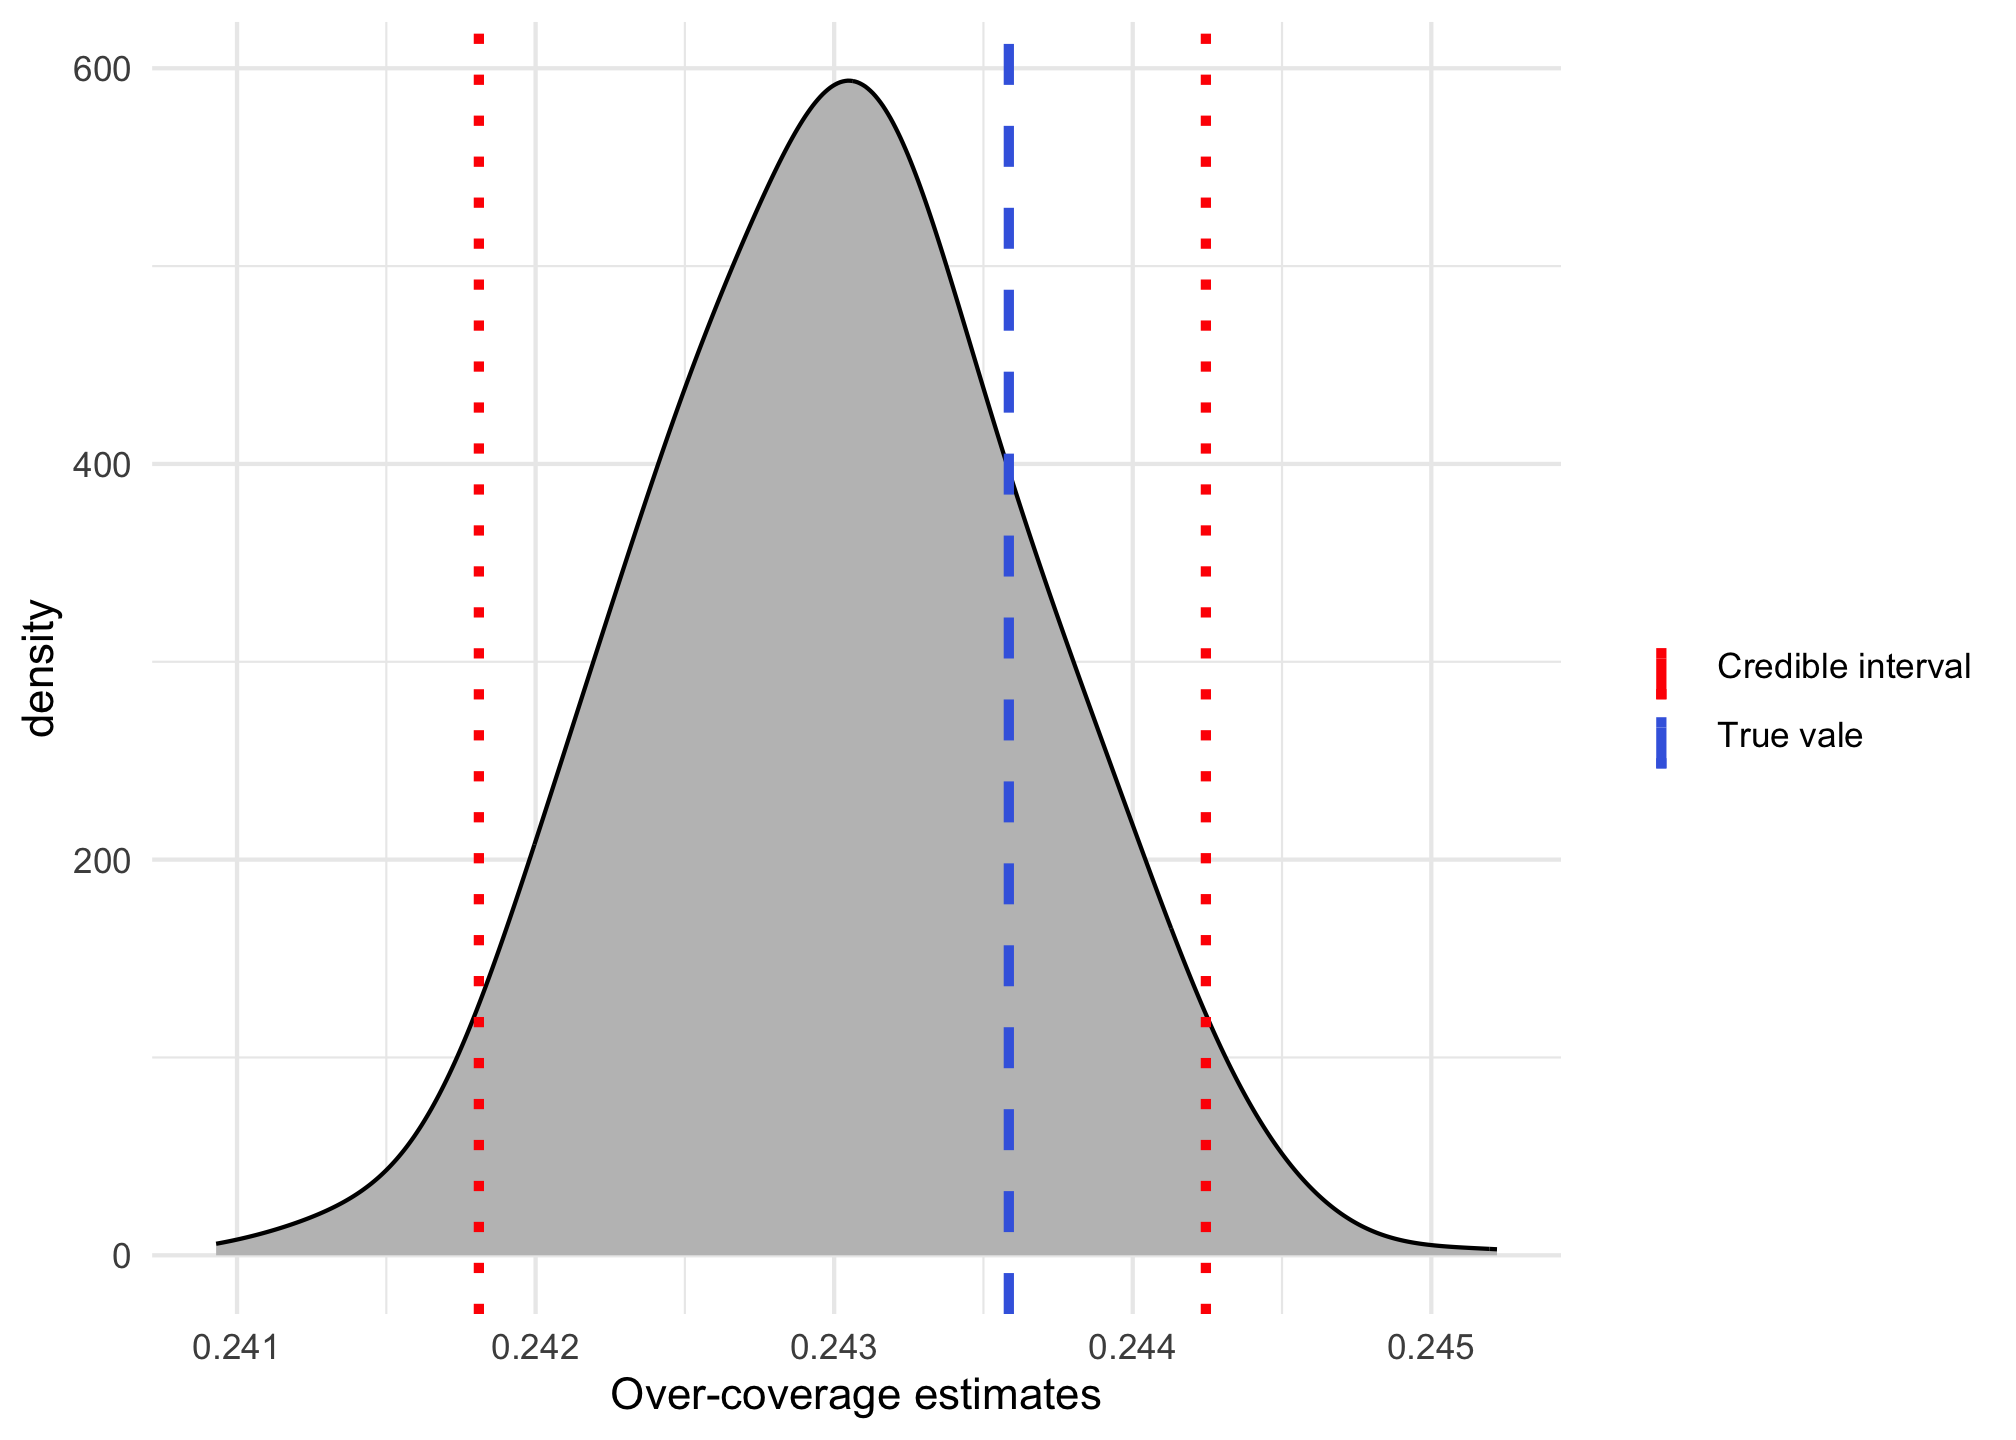 600
400
200
0
density
0.241
0.242
0.243
0.244
0.245
Over-coverage estimates
Credible interval
True vale